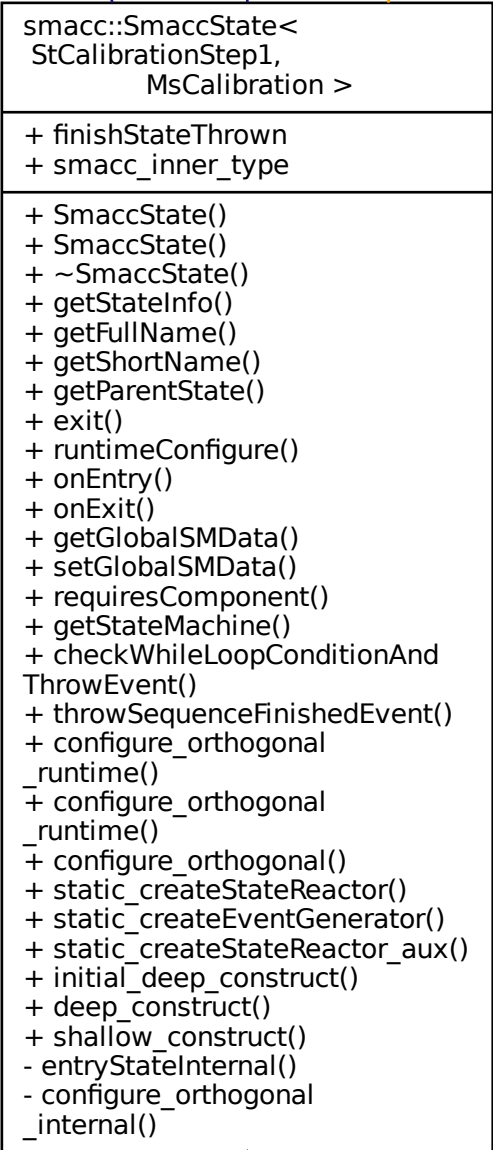 smacc::SmaccState<
StCalibrationStep1,
MsCalibration >
+ finishStateThrown
+ smacc_inner_type
+ SmaccState()
+ SmaccState()
+ ~SmaccState()
+ getStateInfo()
+ getFullName()
+ getShortName()
+ getParentState()
+ exit()
+ runtimeConfigure()
+ onEntry()
+ onExit()
+ getGlobalSMData()
+ setGlobalSMData()
+ requiresComponent()
+ getStateMachine()
+ checkWhileLoopConditionAnd
ThrowEvent()
+ throwSequenceFinishedEvent()
+ configure_orthogonal
_runtime()
+ configure_orthogonal
_runtime()
+ configure_orthogonal()
+ static_createStateReactor()
+ static_createEventGenerator()
+ static_createStateReactor_aux()
+ initial_deep_construct()
+ deep_construct()
+ shallow_construct()
- entryStateInternal()
- configure_orthogonal
_internal()